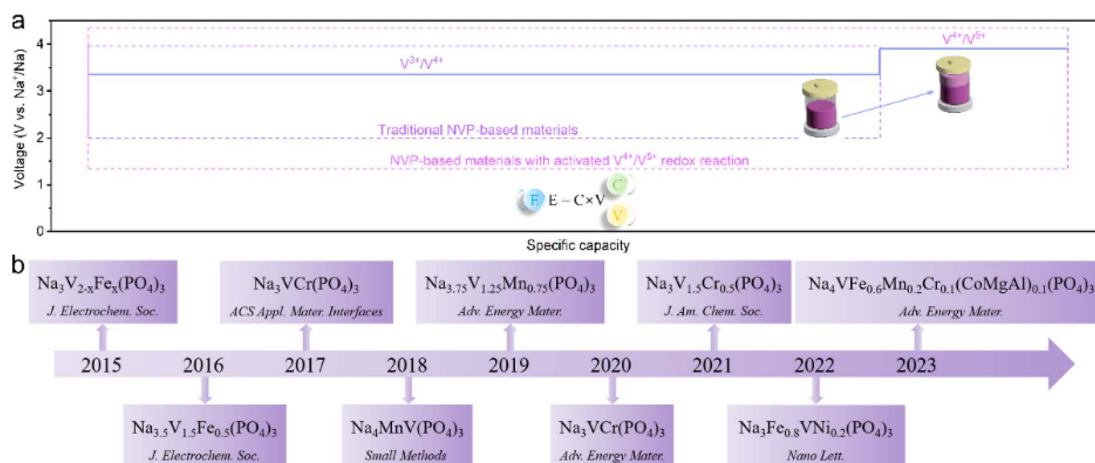 a
Voltage (V vs. Na⁺/Na)
4
3
2
1
0
V³⁺/V⁴⁺
V⁴⁺/V⁵⁺
Traditional NVP-based materials
NVP-based materials with activated V⁴⁺/V⁵⁺ redox reaction
C
E E = C×V
V
Specific capacity
b
Na₃V₂₋ₓFeₓ(PO₄)₃
J. Electrochem. Soc.
Na₃VCr(PO₄)₃
ACS Appl. Mater. Interfaces
Na₃.₇₅V₁.₂₅Mn₀.₇₅(PO₄)₃
Adv. Energy Mater.
Na₃V₁.₅Cr₀.₅(PO₄)₃
J. Am. Chem. Soc.
Na₄VFe₀.₆Mn₀.₂Cr₀.₁(CoMgAl)₀.₁(PO₄)₃
Adv. Energy Mater.
2015 2016 2017 2018 2019 2020 2021 2022 2023
Na₃.₅V₁.₅Fe₀.₅(PO₄)₃
J. Electrochem. Soc.
Na₄MnV(PO₄)₃
Small Methods
Na₃VCr(PO₄)₃
Adv. Energy Mater.
Na₃Fe₀.₈VNi₀.₂(PO₄)₃
Nano Lett.